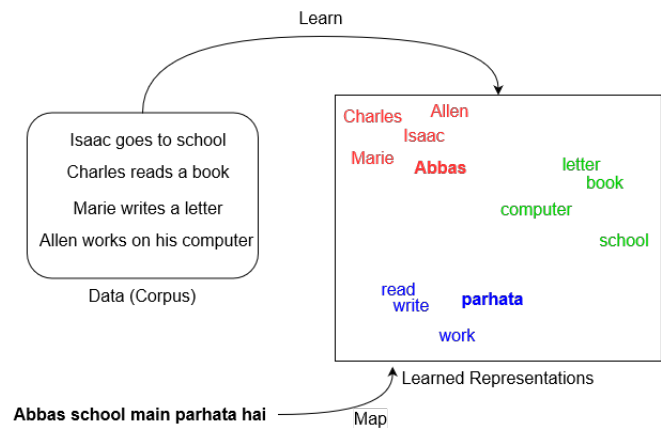 Learn
Isaac goes to school
Charles reads a book
Marie writes a letter
Allen works on his computer
Data (Corpus)
Charles
Allen
Isaac
Marie
Abbas
letter
book
computer
school
read
write
parhata
work
Learned Representations
Abbas school main parhata hai
Map